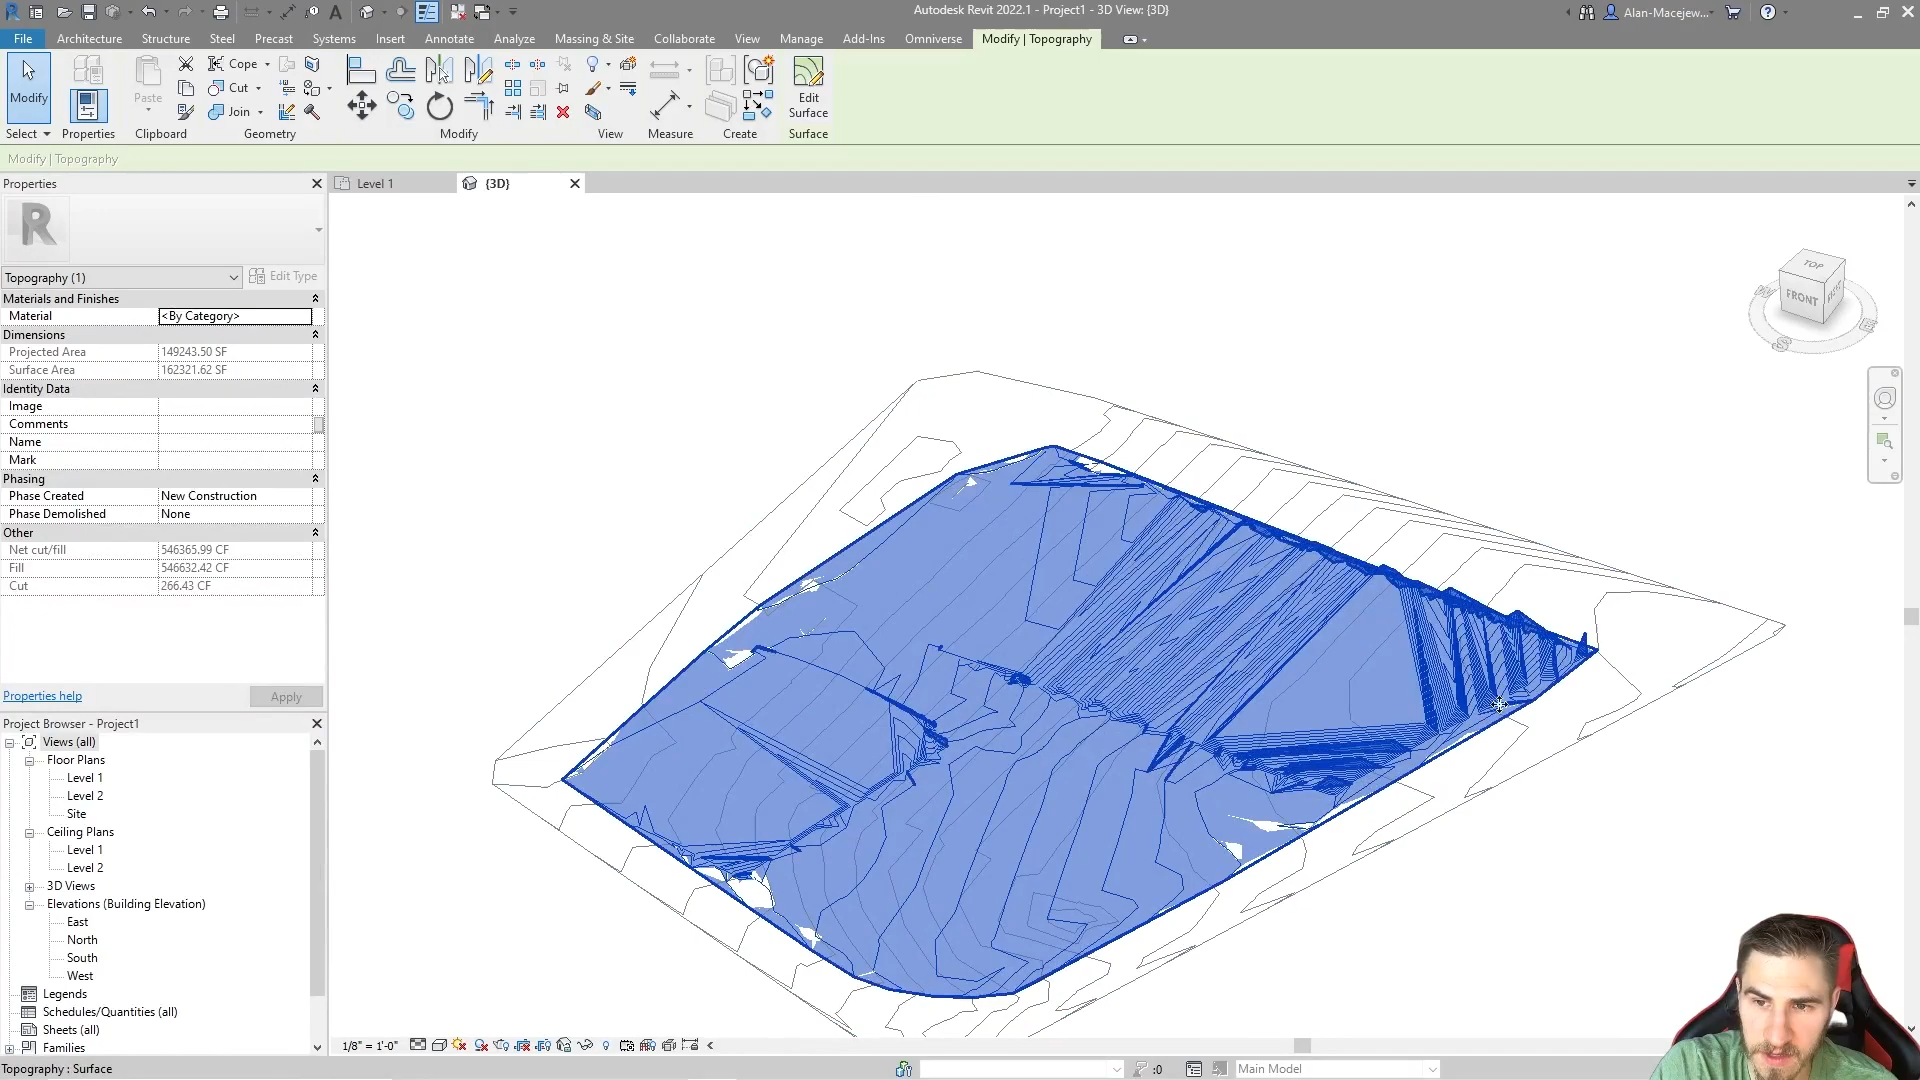 Autodesk Revit 2022.1 - Project1 - 3D View: {3D}
Alan-Macejew...
File Architecture Structure Steel Precast Systems Insert Annotate Analyze Massing & Site Collaborate View Manage Add-Ins Omniverse Modify | Topography
Modify
Paste
Cope
Cut
Join
Edit
Surface
Select Properties Clipboard Geometry Modify View Measure Create Surface
Modify | Topography
Properties
Level 1
{3D}
R
Topography (1)
Edit Type
Materials and Finishes
Material <By Category>
Dimensions
Projected Area 149243.50 SF
Surface Area 162321.62 SF
Identity Data
Image
Comments
Name
Mark
Phasing
Phase Created New Construction
Phase Demolished None
Other
Net cut/fill 546365.99 CF
Fill 546632.42 CF
Cut 266.43 CF
Properties help
Apply
TOP
FRONT
S
Project Browser - Project1
Views (all)
Floor Plans
Level 1
Level 2
Site
Ceiling Plans
Level 1
Level 2
3D Views
Elevations (Building Elevation)
East
North
South
West
Legends
Schedules/Quantities (all)
Sheets (all)
Families
1/8" = 1'-0"
Topography : Surface
:0
Main Model